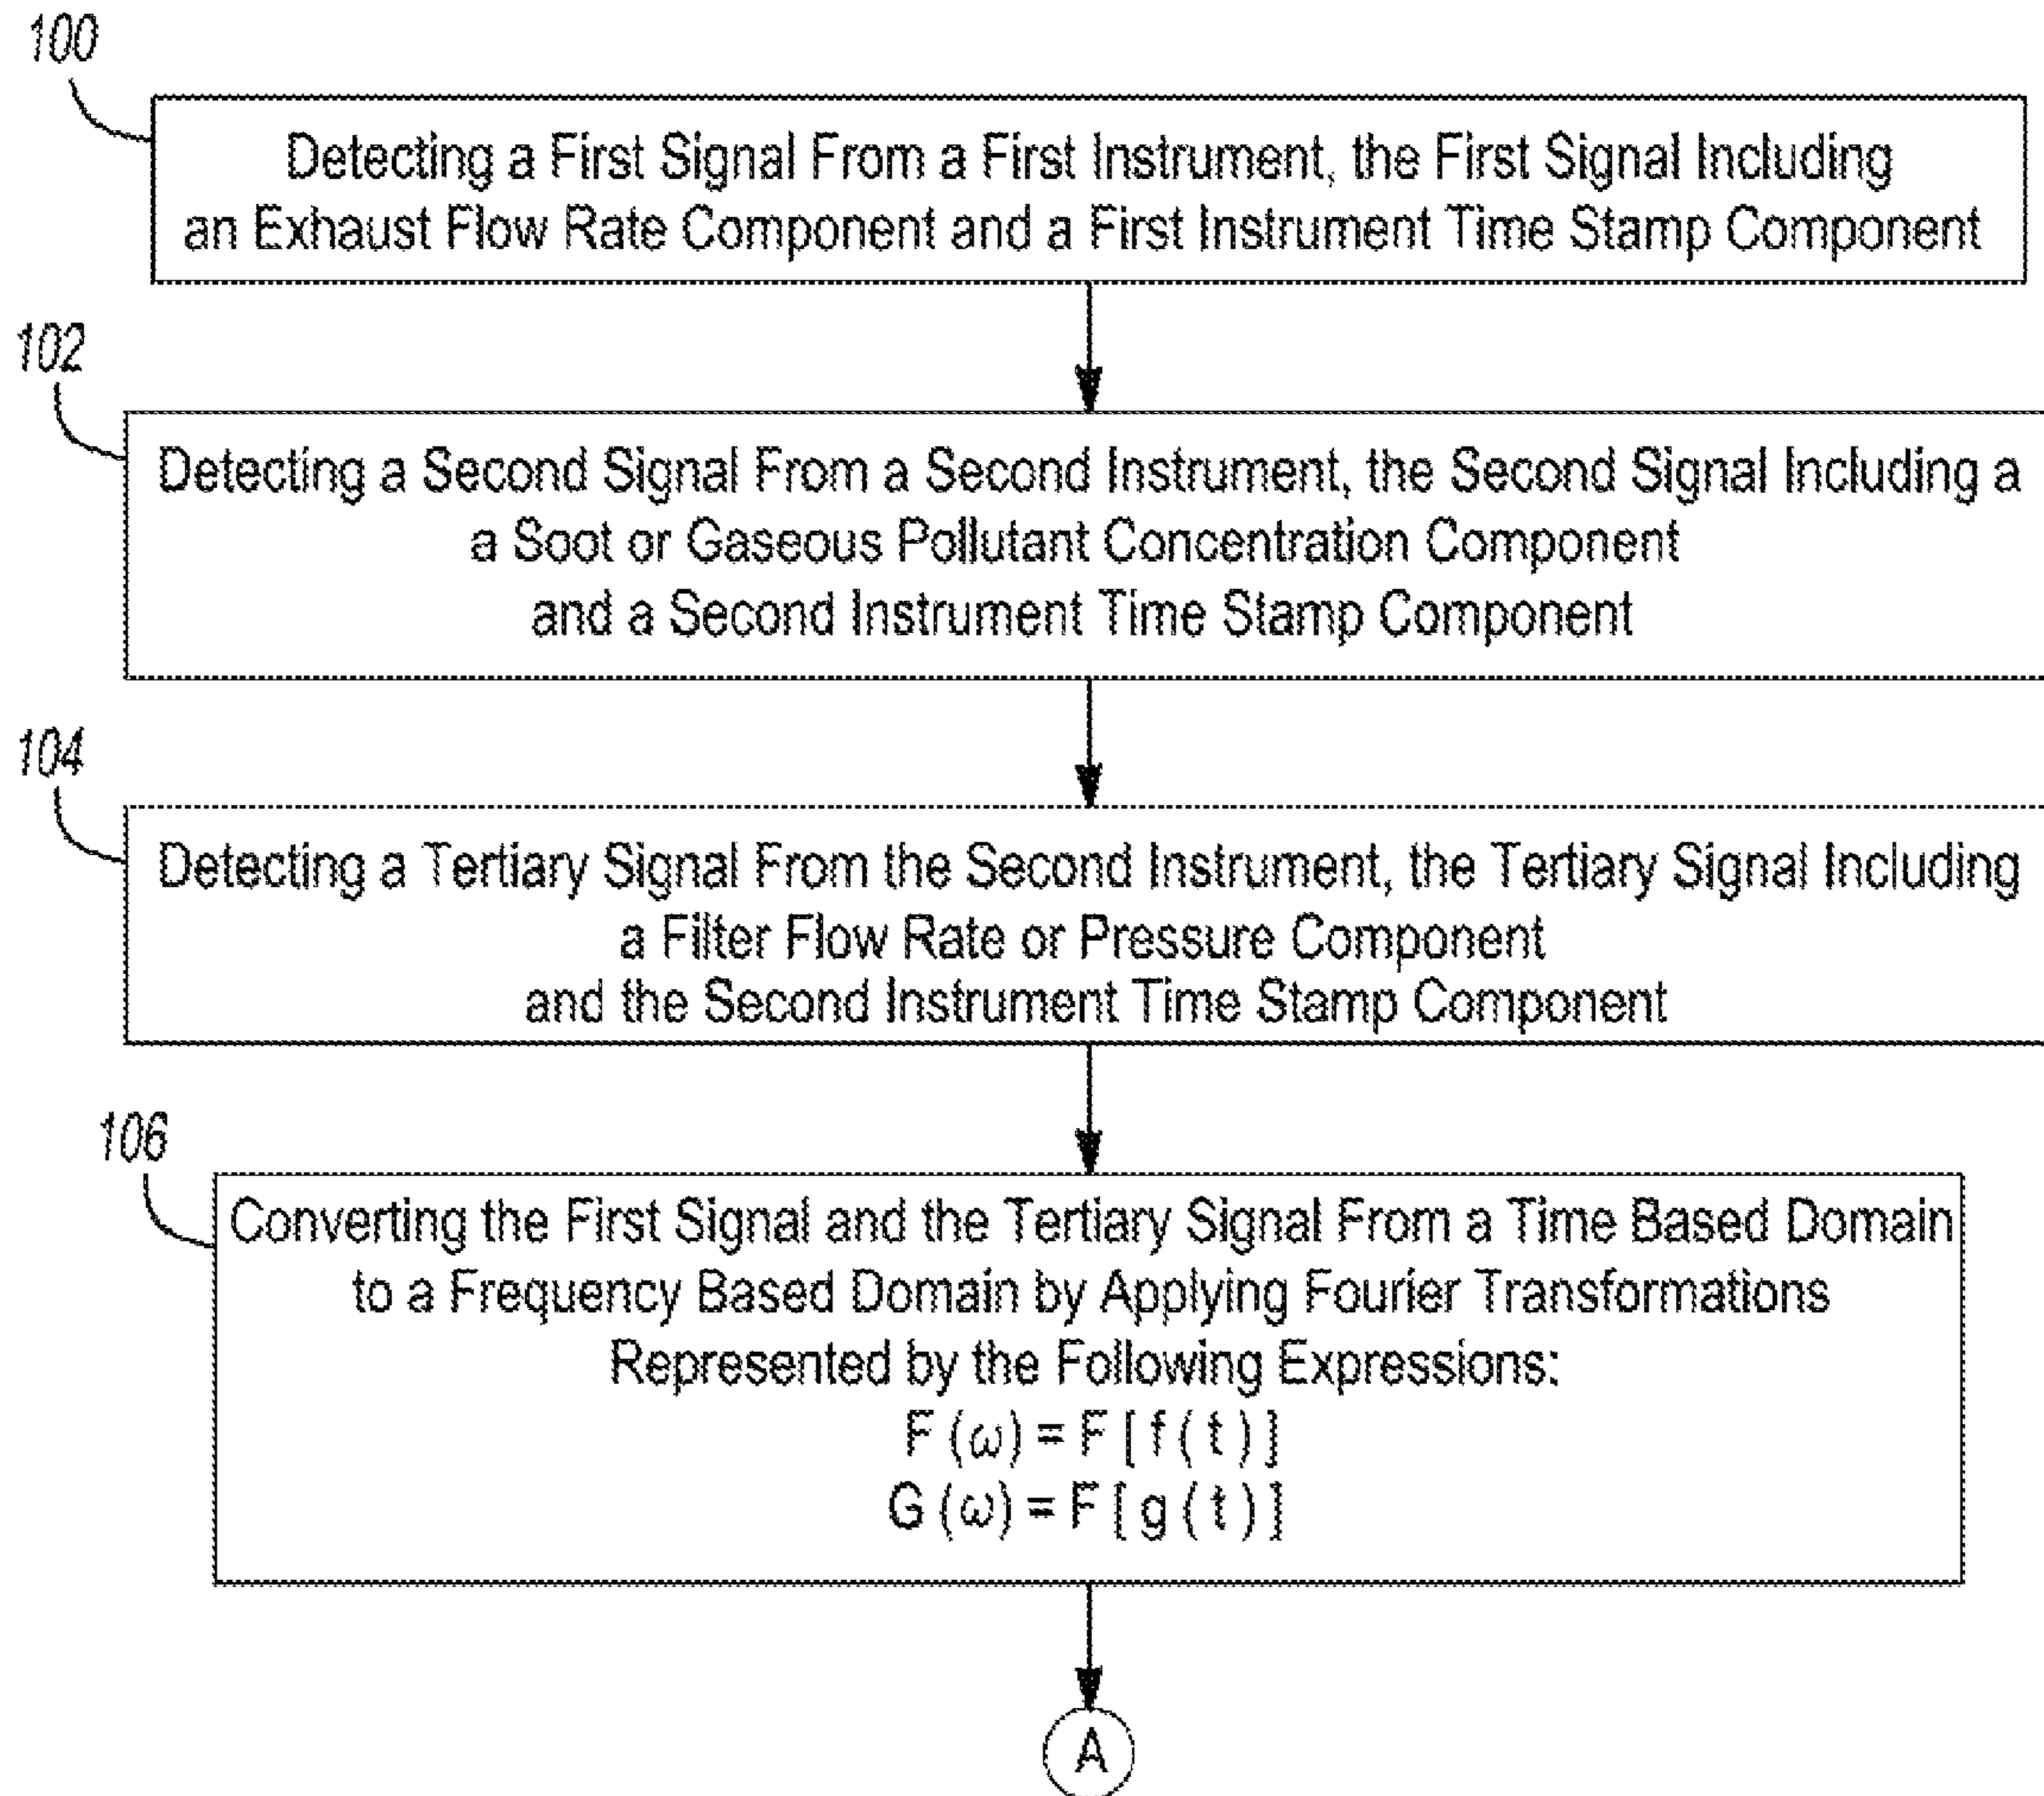 100
Detecting a First Signal From a First Instrument, the First Signal Including
an Exhaust Flow Rate Component and a First Instrument Time Stamp Component
102
Detecting a Second Signal From a Second Instrument, the Second Signal Including a
a Soot or Gaseous Pollutant Concentration Component
and a Second Instrument Time Stamp Component
104
Detecting a Tertiary Signal From the Second Instrument, the Tertiary Signal Including
a Filter Flow Rate or Pressure Component
and the Second Instrument Time Stamp Component
106
Converting the First Signal and the Tertiary Signal From a Time Based Domain
to a Frequency Based Domain by Applying Fourier Transformations
Represented by the Following Expressions:
F (ω) = F [ f ( t ) ]
G (ω) = F [ g ( t ) ]
A